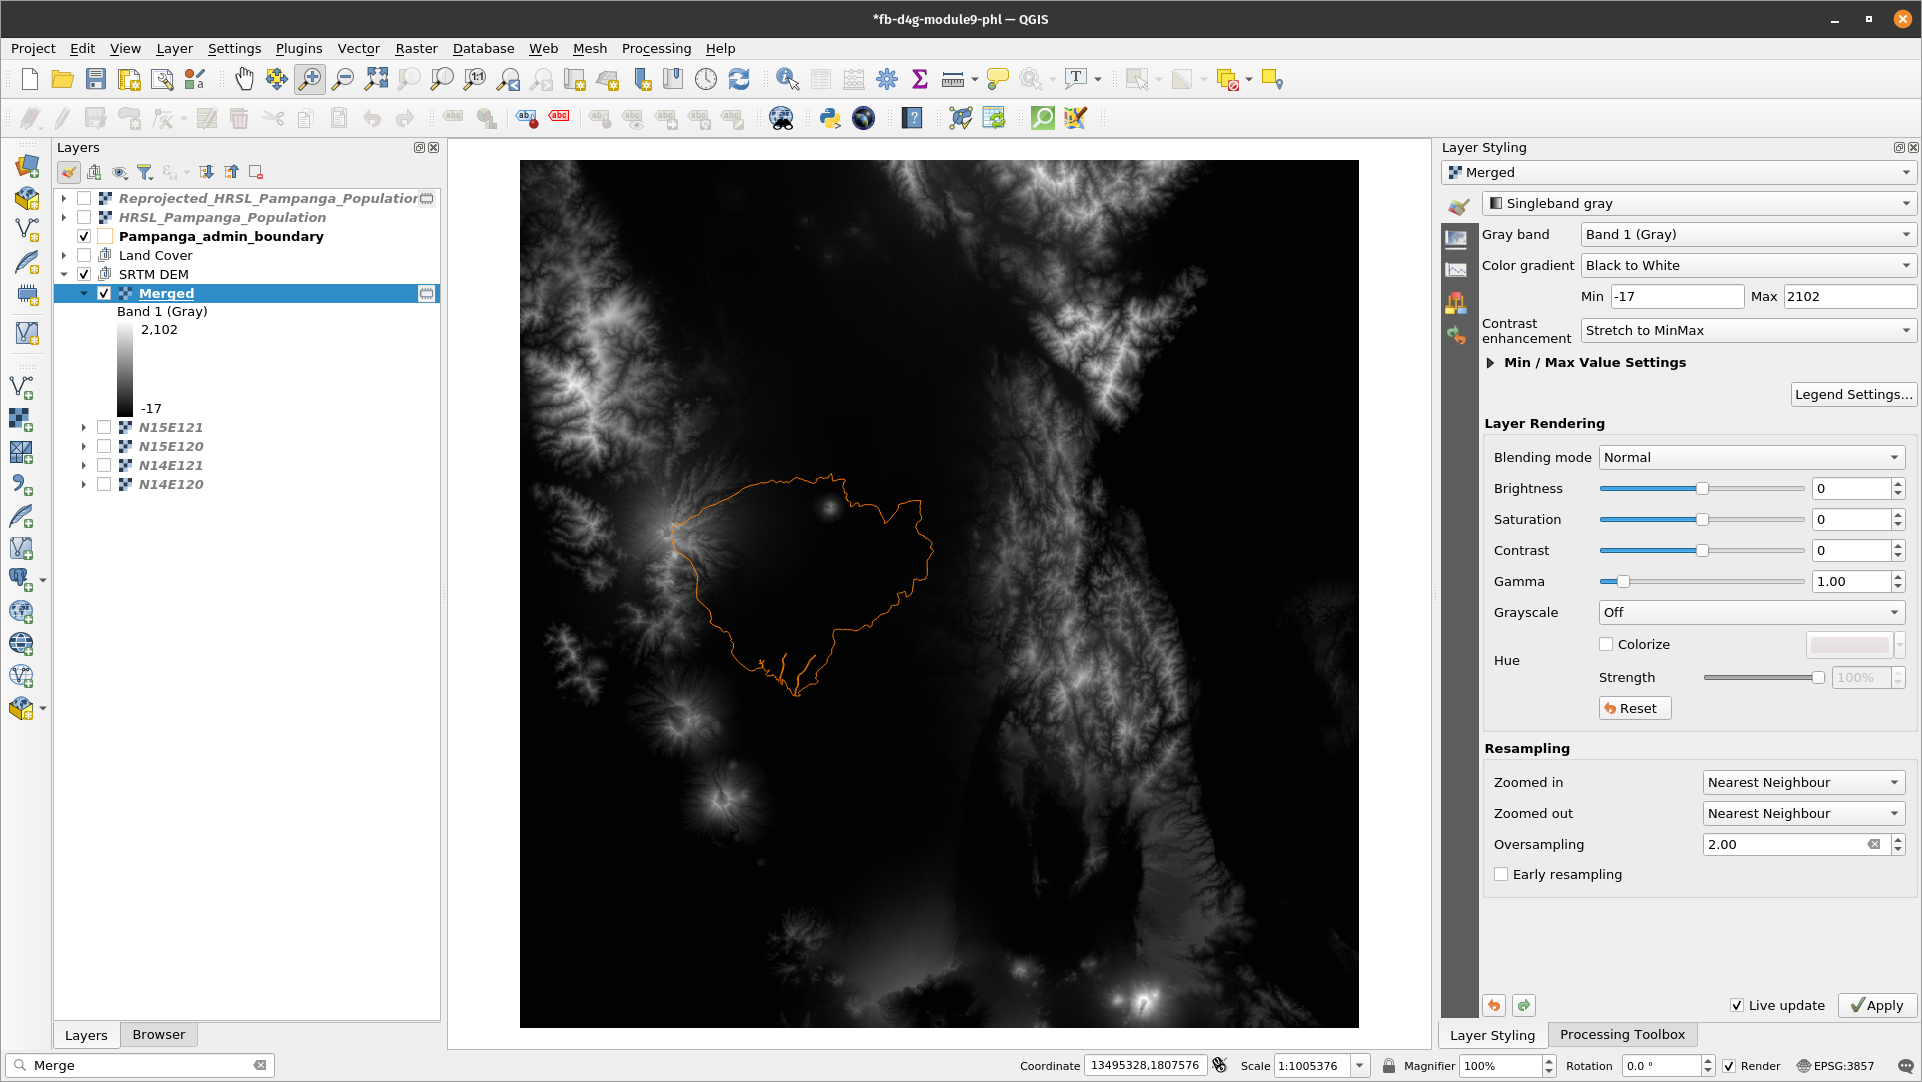 *fb-d4g-module9-phl — QGIS
Project Edit View Layer Settings Plugins Vector Raster Database Web Mesh Processing Help
Layers
Reprojected_HRSL_Pampanga_Population
HRSL_Pampanga_Population
Pampanga_admin_boundary
Land Cover
SRTM DEM
Merged
Band 1 (Gray)
2,102
-17
N15E121
N15E120
N14E121
N14E120
Layers Browser
Merge
Layer Styling
Merged
Singleband gray
Gray band Band 1 (Gray)
Color gradient Black to White
Min -17 Max 2102
Contrast
enhancement Stretch to MinMax
Min / Max Value Settings
Legend Settings...
Layer Rendering
Blending mode Normal
Brightness 0
Saturation 0
Contrast 0
Gamma 1.00
Grayscale Off
Hue Colorize
Strength 100%
Reset
Resampling
Zoomed in Nearest Neighbour
Zoomed out Nearest Neighbour
Oversampling 2.00
Early resampling
Live update Apply
Layer Styling Processing Toolbox
Coordinate 13495328,1807576 Scale 1:1005376 Magnifier 100% Rotation 0.0 ° Render EPSG:3857